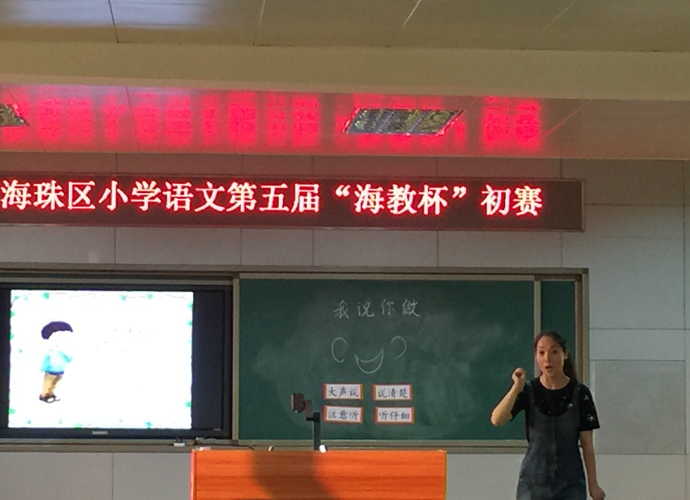 海珠区小学语文第五届“海教杯”初赛
我说你做
大声说 说清楚
注意听 听仔细